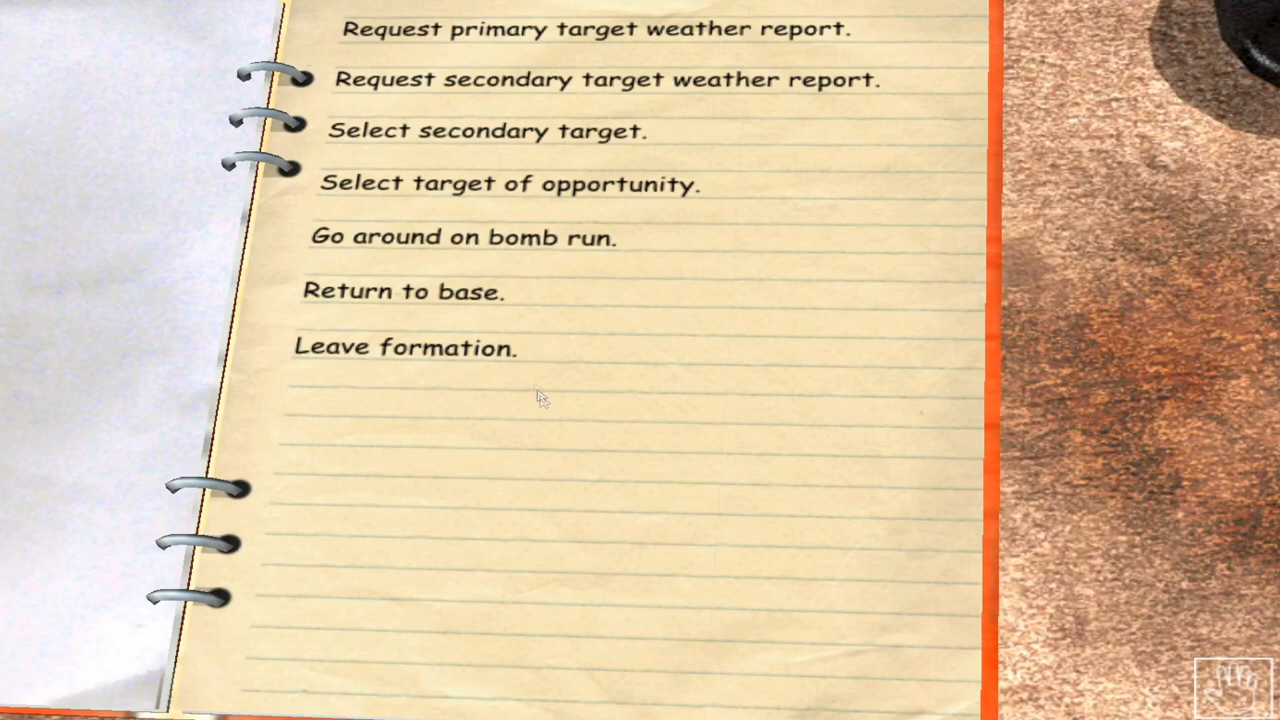 Request primary target weather report.
Request secondary target weather report.
Select secondary target.
Select target of opportunity.
Go around on bomb run.
Return to base.
Leave formation.